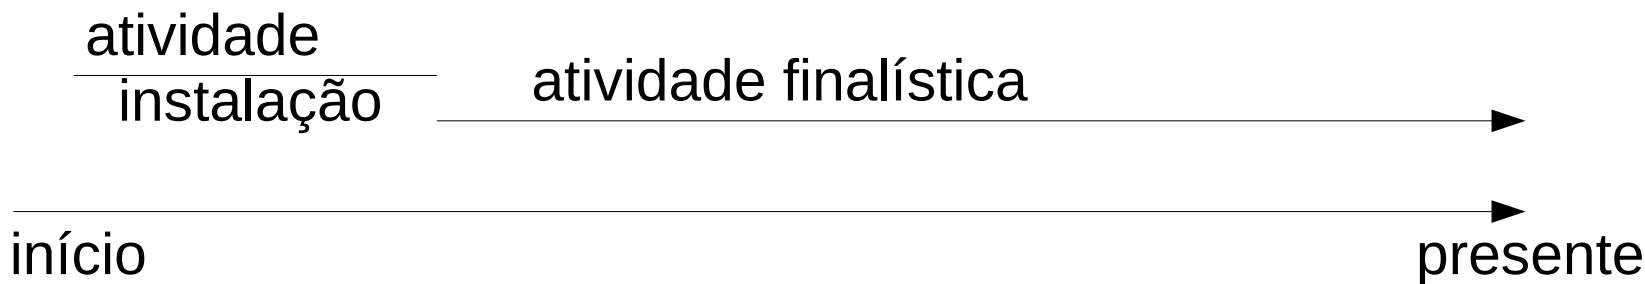 atividade
instalação
atividade finalística
início
presente